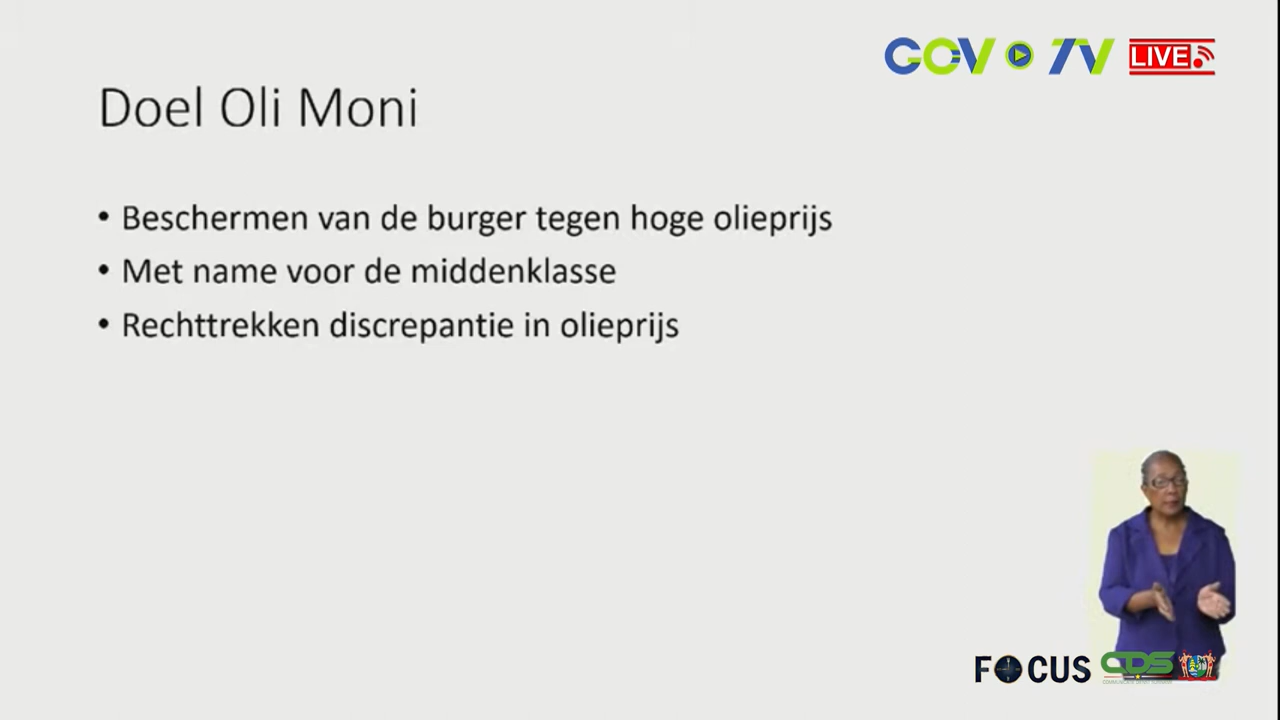 GOV TV LIVE
Doel Oli Moni
• Beschermen van de burger tegen hoge olieprijs
• Met name voor de middenklasse
• Rechttrekken discrepantie in olieprijs
FOCUS CDS